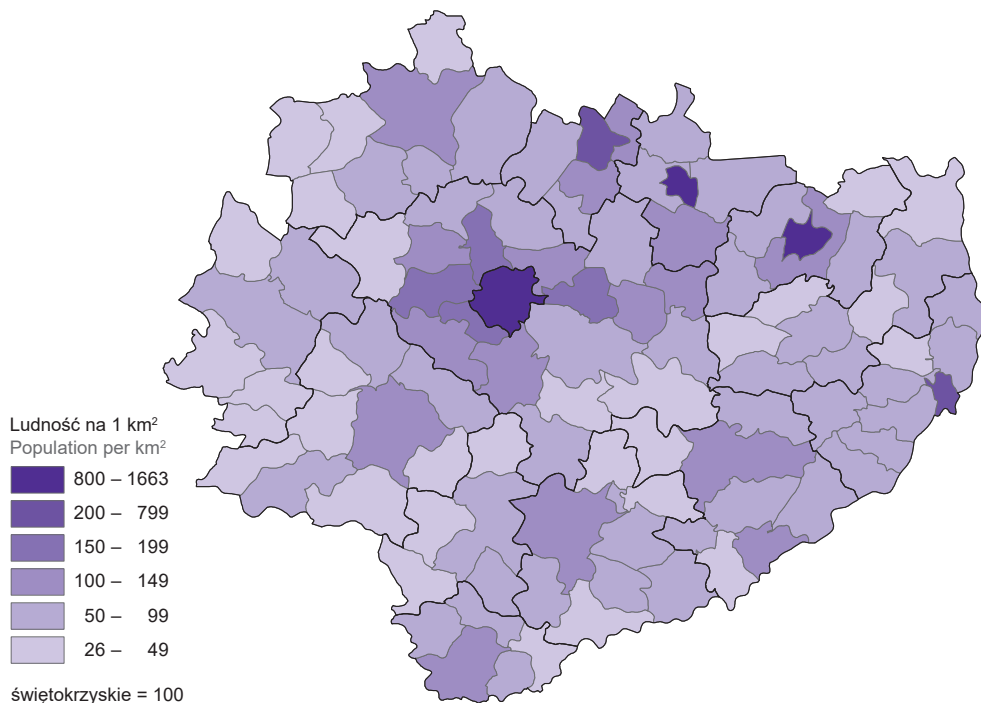 Ludność na 1 km²
Population per km²
800 – 1663
200 – 799
150 – 199
100 – 149
50 – 99
26 – 49
świętokrzyskie = 100